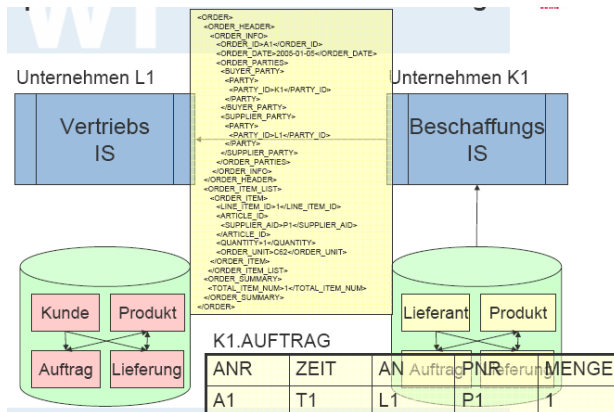 WI
Unternehmen L1
Unternehmen K1
Vertriebs
IS
Beschaffungs
IS
<ORDER>
<ORDER_HEADER>
<ORDER_INFO>
<ORDER_ID>A1</ORDER_ID>
<ORDER_DATE>2005-01-05</ORDER_DATE>
<ORDER_PARTIES>
<BUYER_PARTY>
<PARTY>
<PARTY_ID>K1</PARTY_ID>
</PARTY>
</BUYER_PARTY>
<SUPPLIER_PARTY>
<PARTY>
<PARTY_ID>L1</PARTY_ID>
</PARTY>
</SUPPLIER_PARTY>
</ORDER_PARTIES>
</ORDER_INFO>
</ORDER_HEADER>
<ORDER_ITEM_LIST>
<ORDER_ITEM>
<LINE_ITEM_ID>1</LINE_ITEM_ID>
<ARTICLE_ID>
<SUPPLIER_AID>P1</SUPPLIER_AID>
</ARTICLE_ID>
<QUANTITY>1</QUANTITY>
<ORDER_UNIT>C62</ORDER_UNIT>
</ORDER_ITEM>
</ORDER_ITEM_LIST>
<ORDER_SUMMARY>
<TOTAL_ITEM_NUM>1</TOTAL_ITEM_NUM>
</ORDER_SUMMARY>
</ORDER>
Kunde Produkt
Auftrag Lieferung
Lieferant Produkt
Auftrag Lieferung
K1.AUFTRAG
ANR ZEIT AN PNR MENGE
A1 T1 L1 P1 1